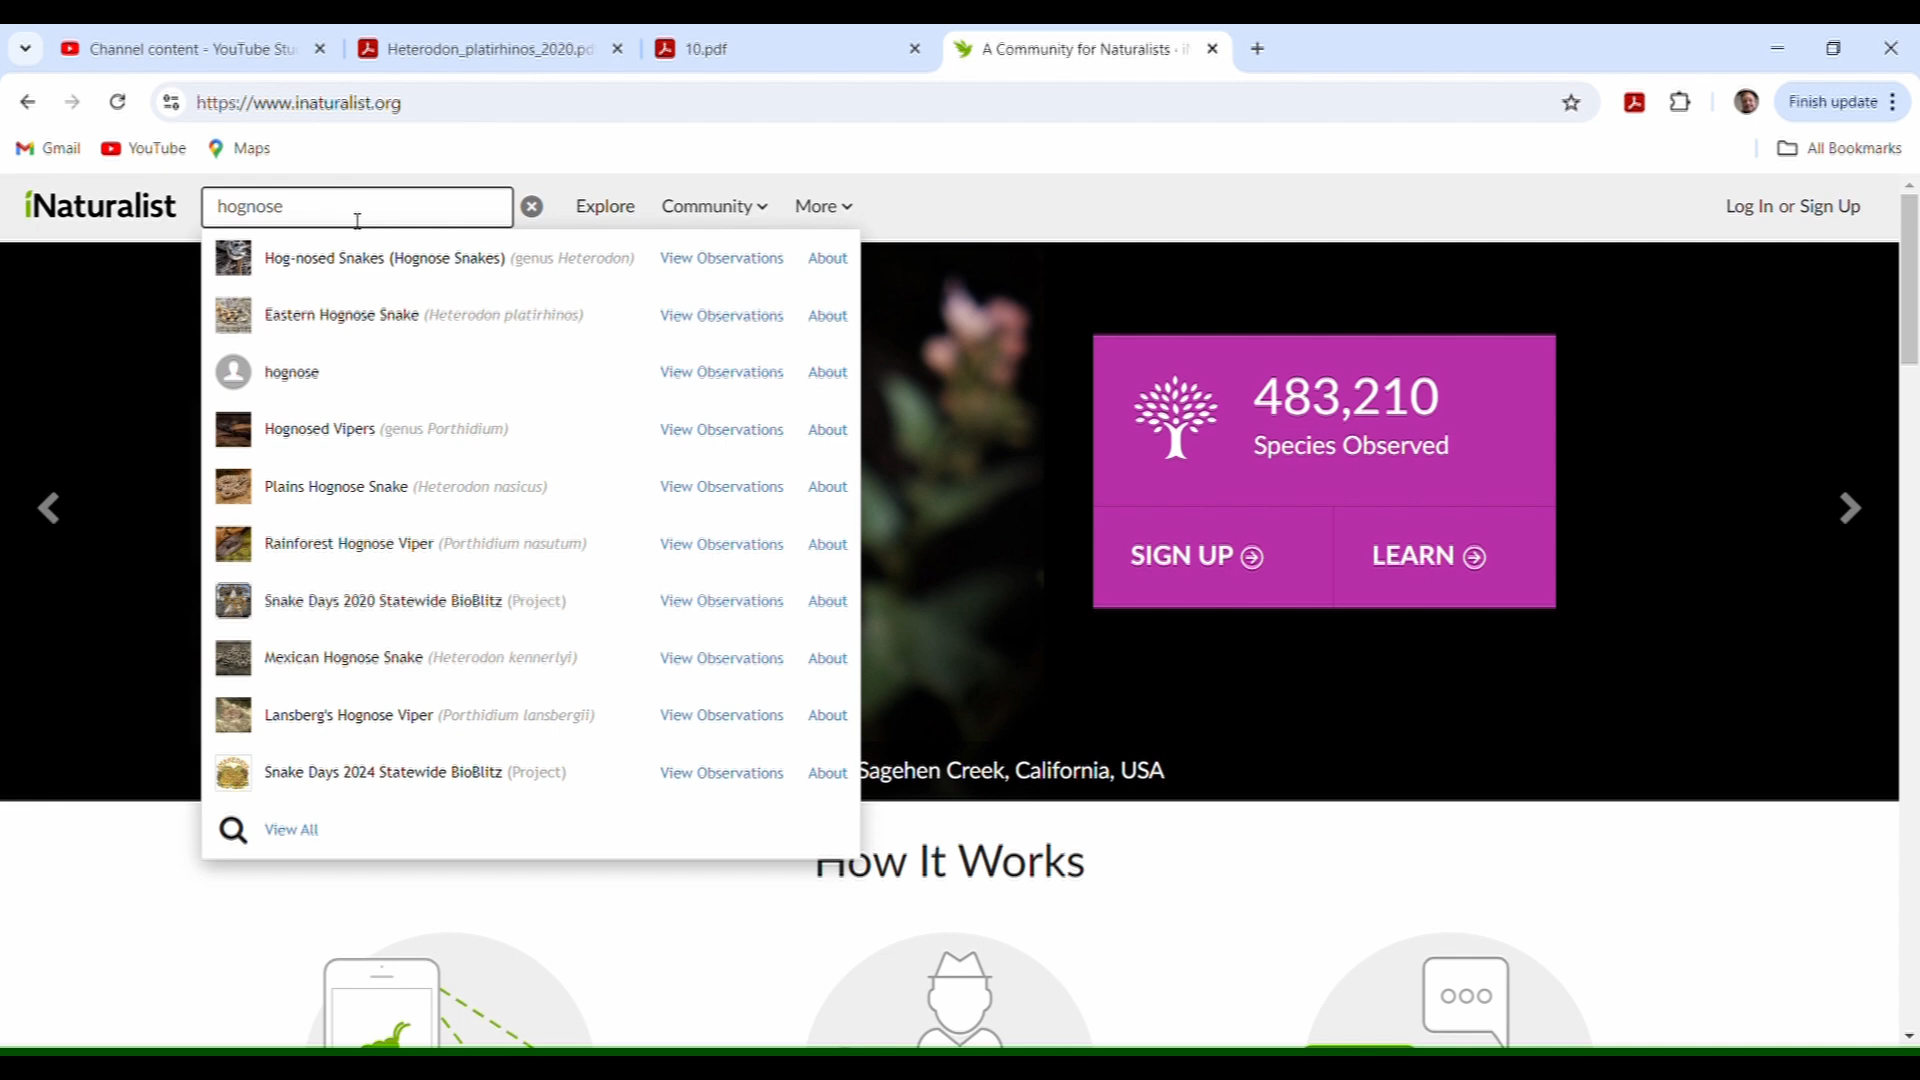 Channel content - YouTube Stu
Heterodon_platirhinos_2020.pd
10.pdf
A Community for Naturalists · i
https://www.inaturalist.org
Finish update
Gmail
YouTube
Maps
All Bookmarks
iNaturalist
hognose
Explore
Community
More
Log In or Sign Up
Hog-nosed Snakes (Hognose Snakes) (genus Heterodon) View Observations About
Eastern Hognose Snake (Heterodon platirhinos) View Observations About
hognose View Observations About
Hognosed Vipers (genus Porthidium) View Observations About
Plains Hognose Snake (Heterodon nasicus) View Observations About
Rainforest Hognose Viper (Porthidium nasutum) View Observations About
Snake Days 2020 Statewide BioBlitz (Project) View Observations About
Mexican Hognose Snake (Heterodon kennerlyi) View Observations About
Lansberg's Hognose Viper (Porthidium lansbergii) View Observations About
Snake Days 2024 Statewide BioBlitz (Project) View Observations About
View All
483,210
Species Observed
SIGN UP
LEARN
Sagehen Creek, California, USA
How It Works